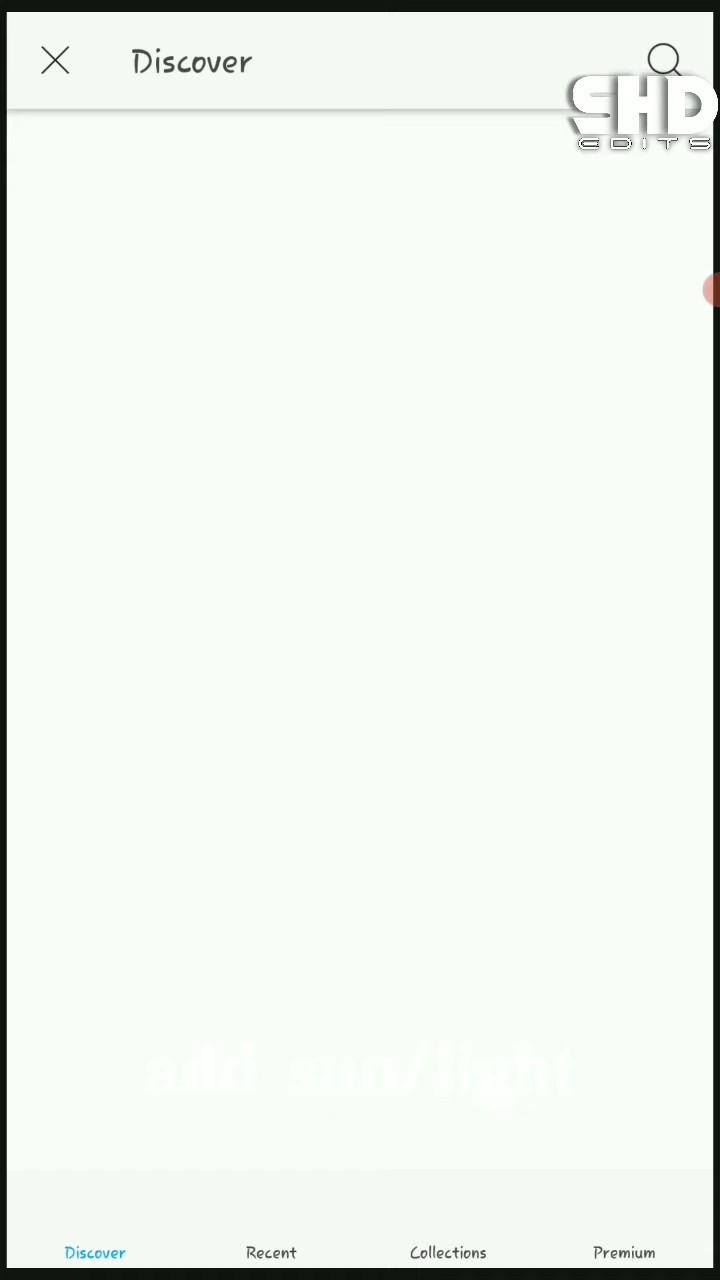 Discover
SHD
EDITS
add sun/light
Discover
Recent
Collections
Premium